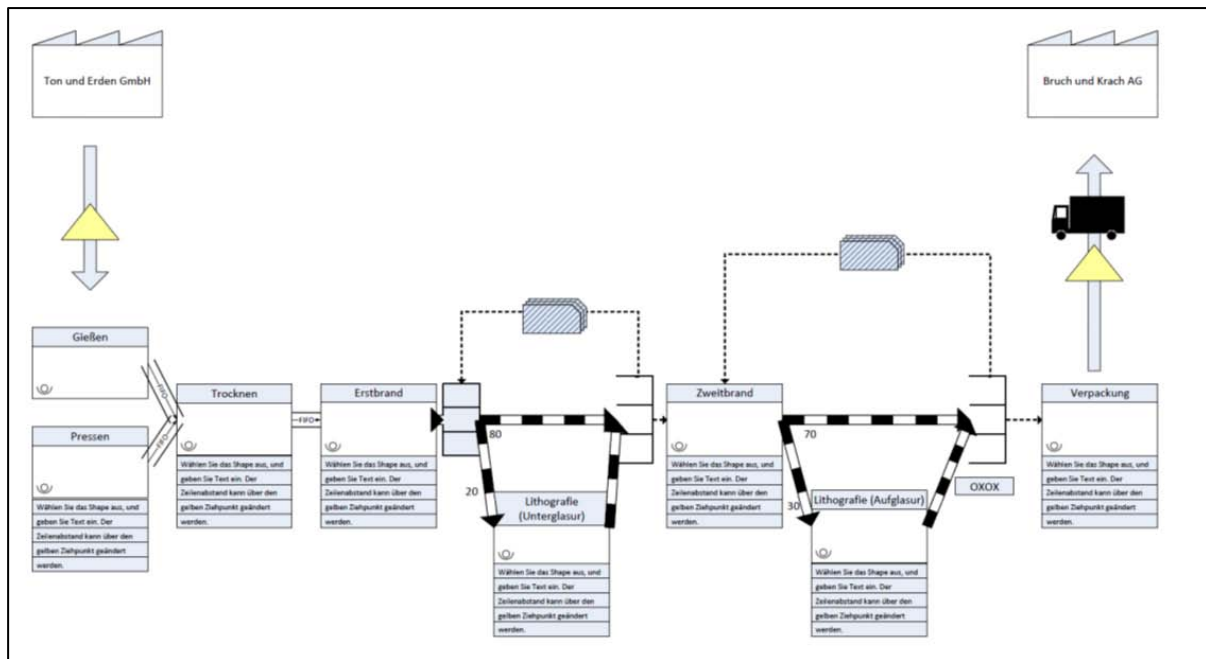 Ton und Erden GmbH
Bruch und Krach AG
Gießen
FIFO
Pressen
FIFO
Wählen Sie das Shape aus, und
geben Sie Text ein. Der
Zeilenabstand kann über den
gelben Ziehpunkt geändert
werden.
Trocknen
Wählen Sie das Shape aus, und
geben Sie Text ein. Der
Zeilenabstand kann über den
gelben Ziehpunkt geändert
werden.
FIFO
Erstbrand
Wählen Sie das Shape aus, und
geben Sie Text ein. Der
Zeilenabstand kann über den
gelben Ziehpunkt geändert
werden.
80
20
Lithografie
(Unterglasur)
Wählen Sie das Shape aus, und
geben Sie Text ein. Der
Zeilenabstand kann über den
gelben Ziehpunkt geändert
werden.
Zweitbrand
Wählen Sie das Shape aus, und
geben Sie Text ein. Der
Zeilenabstand kann über den
gelben Ziehpunkt geändert
werden.
70
30
Lithografie (Aufglasur)
Wählen Sie das Shape aus, und
geben Sie Text ein. Der
Zeilenabstand kann über den
gelben Ziehpunkt geändert
werden.
OXOX
Verpackung
Wählen Sie das Shape aus, und
geben Sie Text ein. Der
Zeilenabstand kann über den
gelben Ziehpunkt geändert
werden.